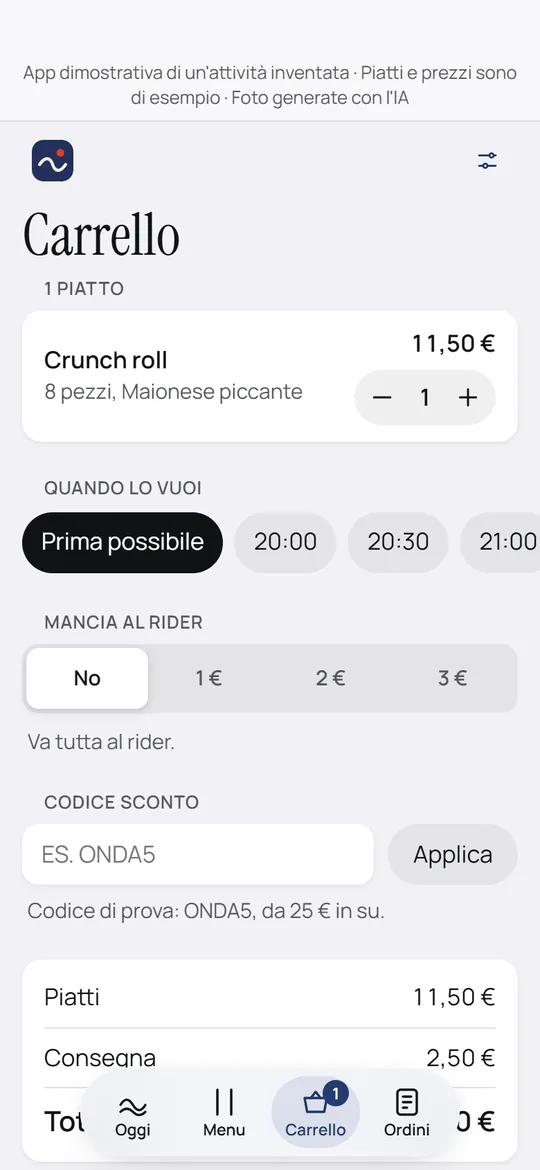 App dimostrativa di un'attività inventata · Piatti e prezzi sono
di esempio · Foto generate con l'IA
Carrello
1 PIATTO
11,50 €
Crunch roll
8 pezzi, Maionese piccante
— 1 +
QUANDO LO VUOI
Prima possibile 20:00 20:30 21:00
MANCIA AL RIDER
No 1 € 2 € 3 €
Va tutta al rider.
CODICE SCONTO
ES. ONDA5 Applica
Codice di prova: ONDA5, da 25 € in su.
Piatti 11,50 €
Consegna 2,50 €
1
Oggi Menu Carrello Ordini